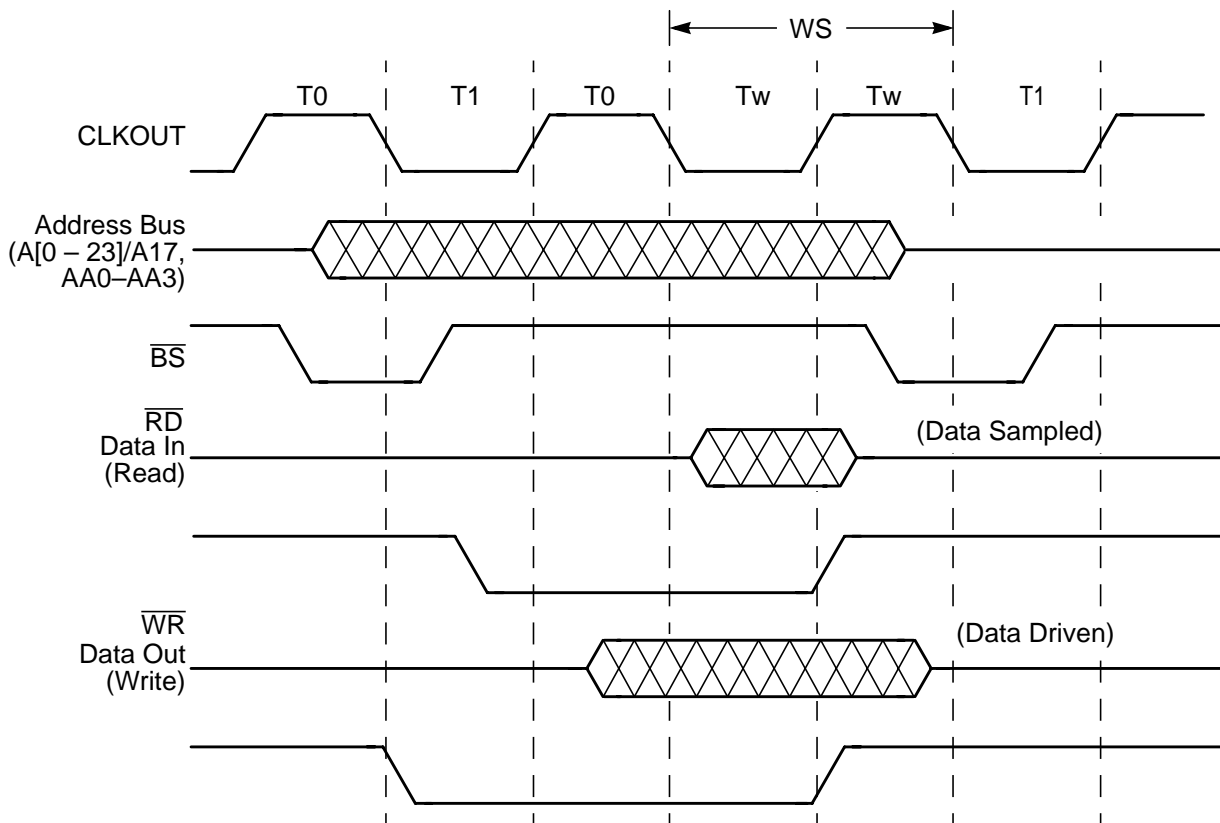 WS
T0 T1 T0 Tw Tw T1
CLKOUT
Address Bus
(A[0 – 23]/A17,
AA0–AA3)
BS
RD
Data In
(Read)
(Data Sampled)
WR
Data Out
(Write)
(Data Driven)